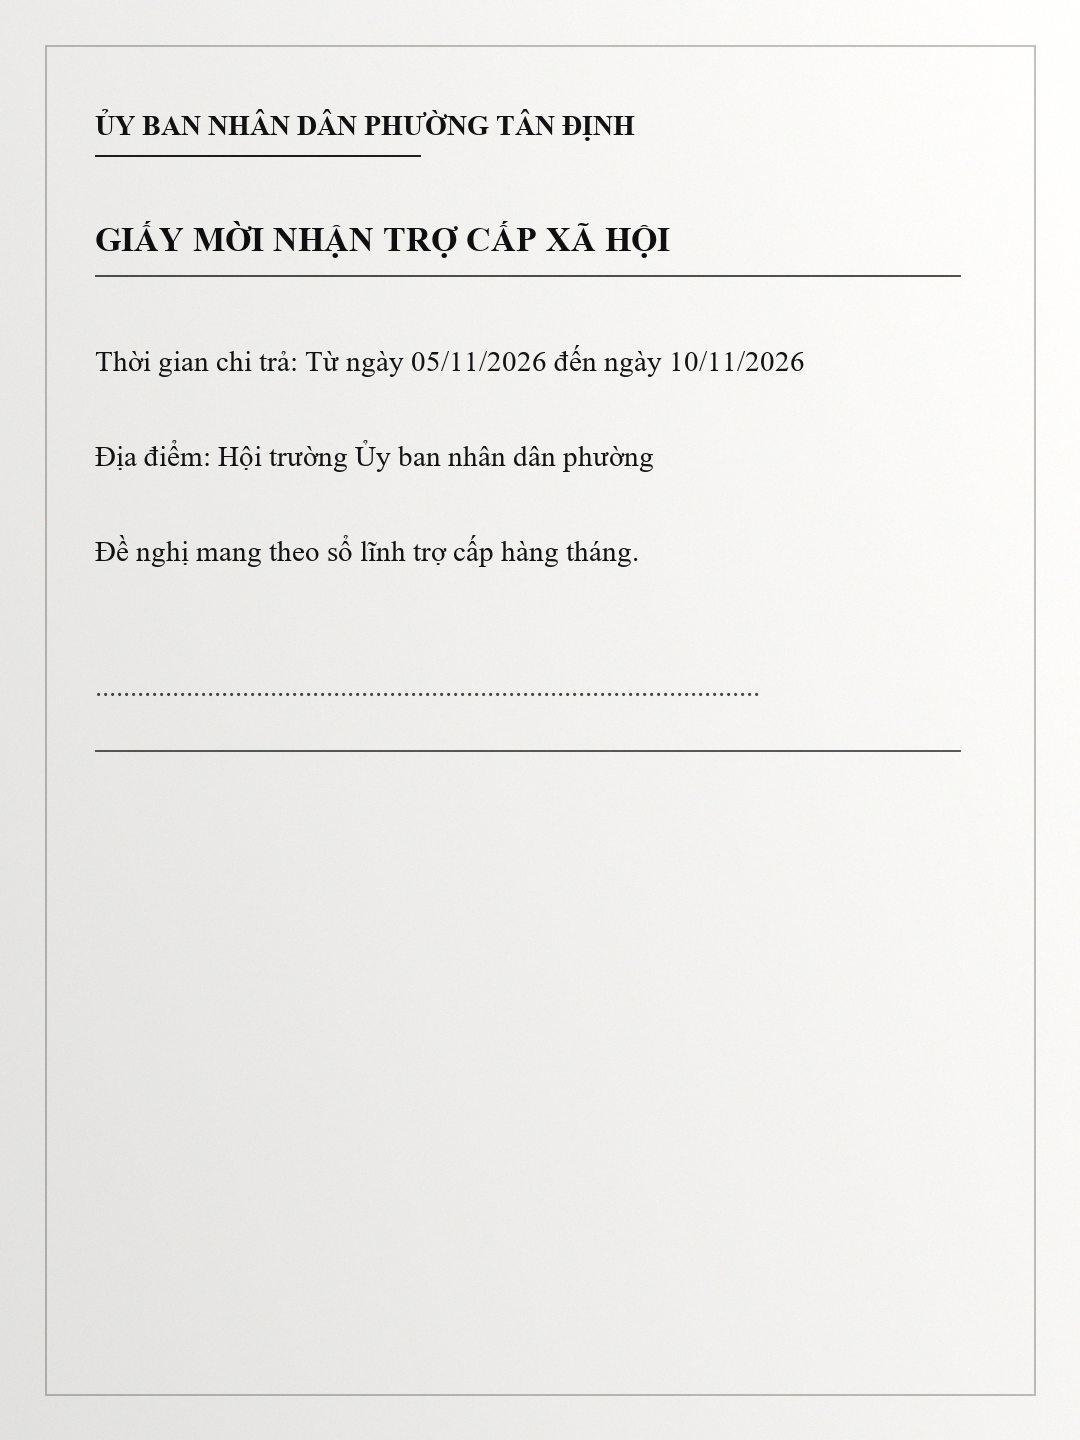 ỦY BAN NHÂN DÂN PHƯỜNG TÂN ĐỊNH
GIẤY MỜI NHẬN TRỢ CẤP XÃ HỘI
Thời gian chi trả: Từ ngày 05/11/2026 đến ngày 10/11/2026
Địa điểm: Hội trường Ủy ban nhân dân phường
Đề nghị mang theo sổ lĩnh trợ cấp hàng tháng.
...............................................................................................